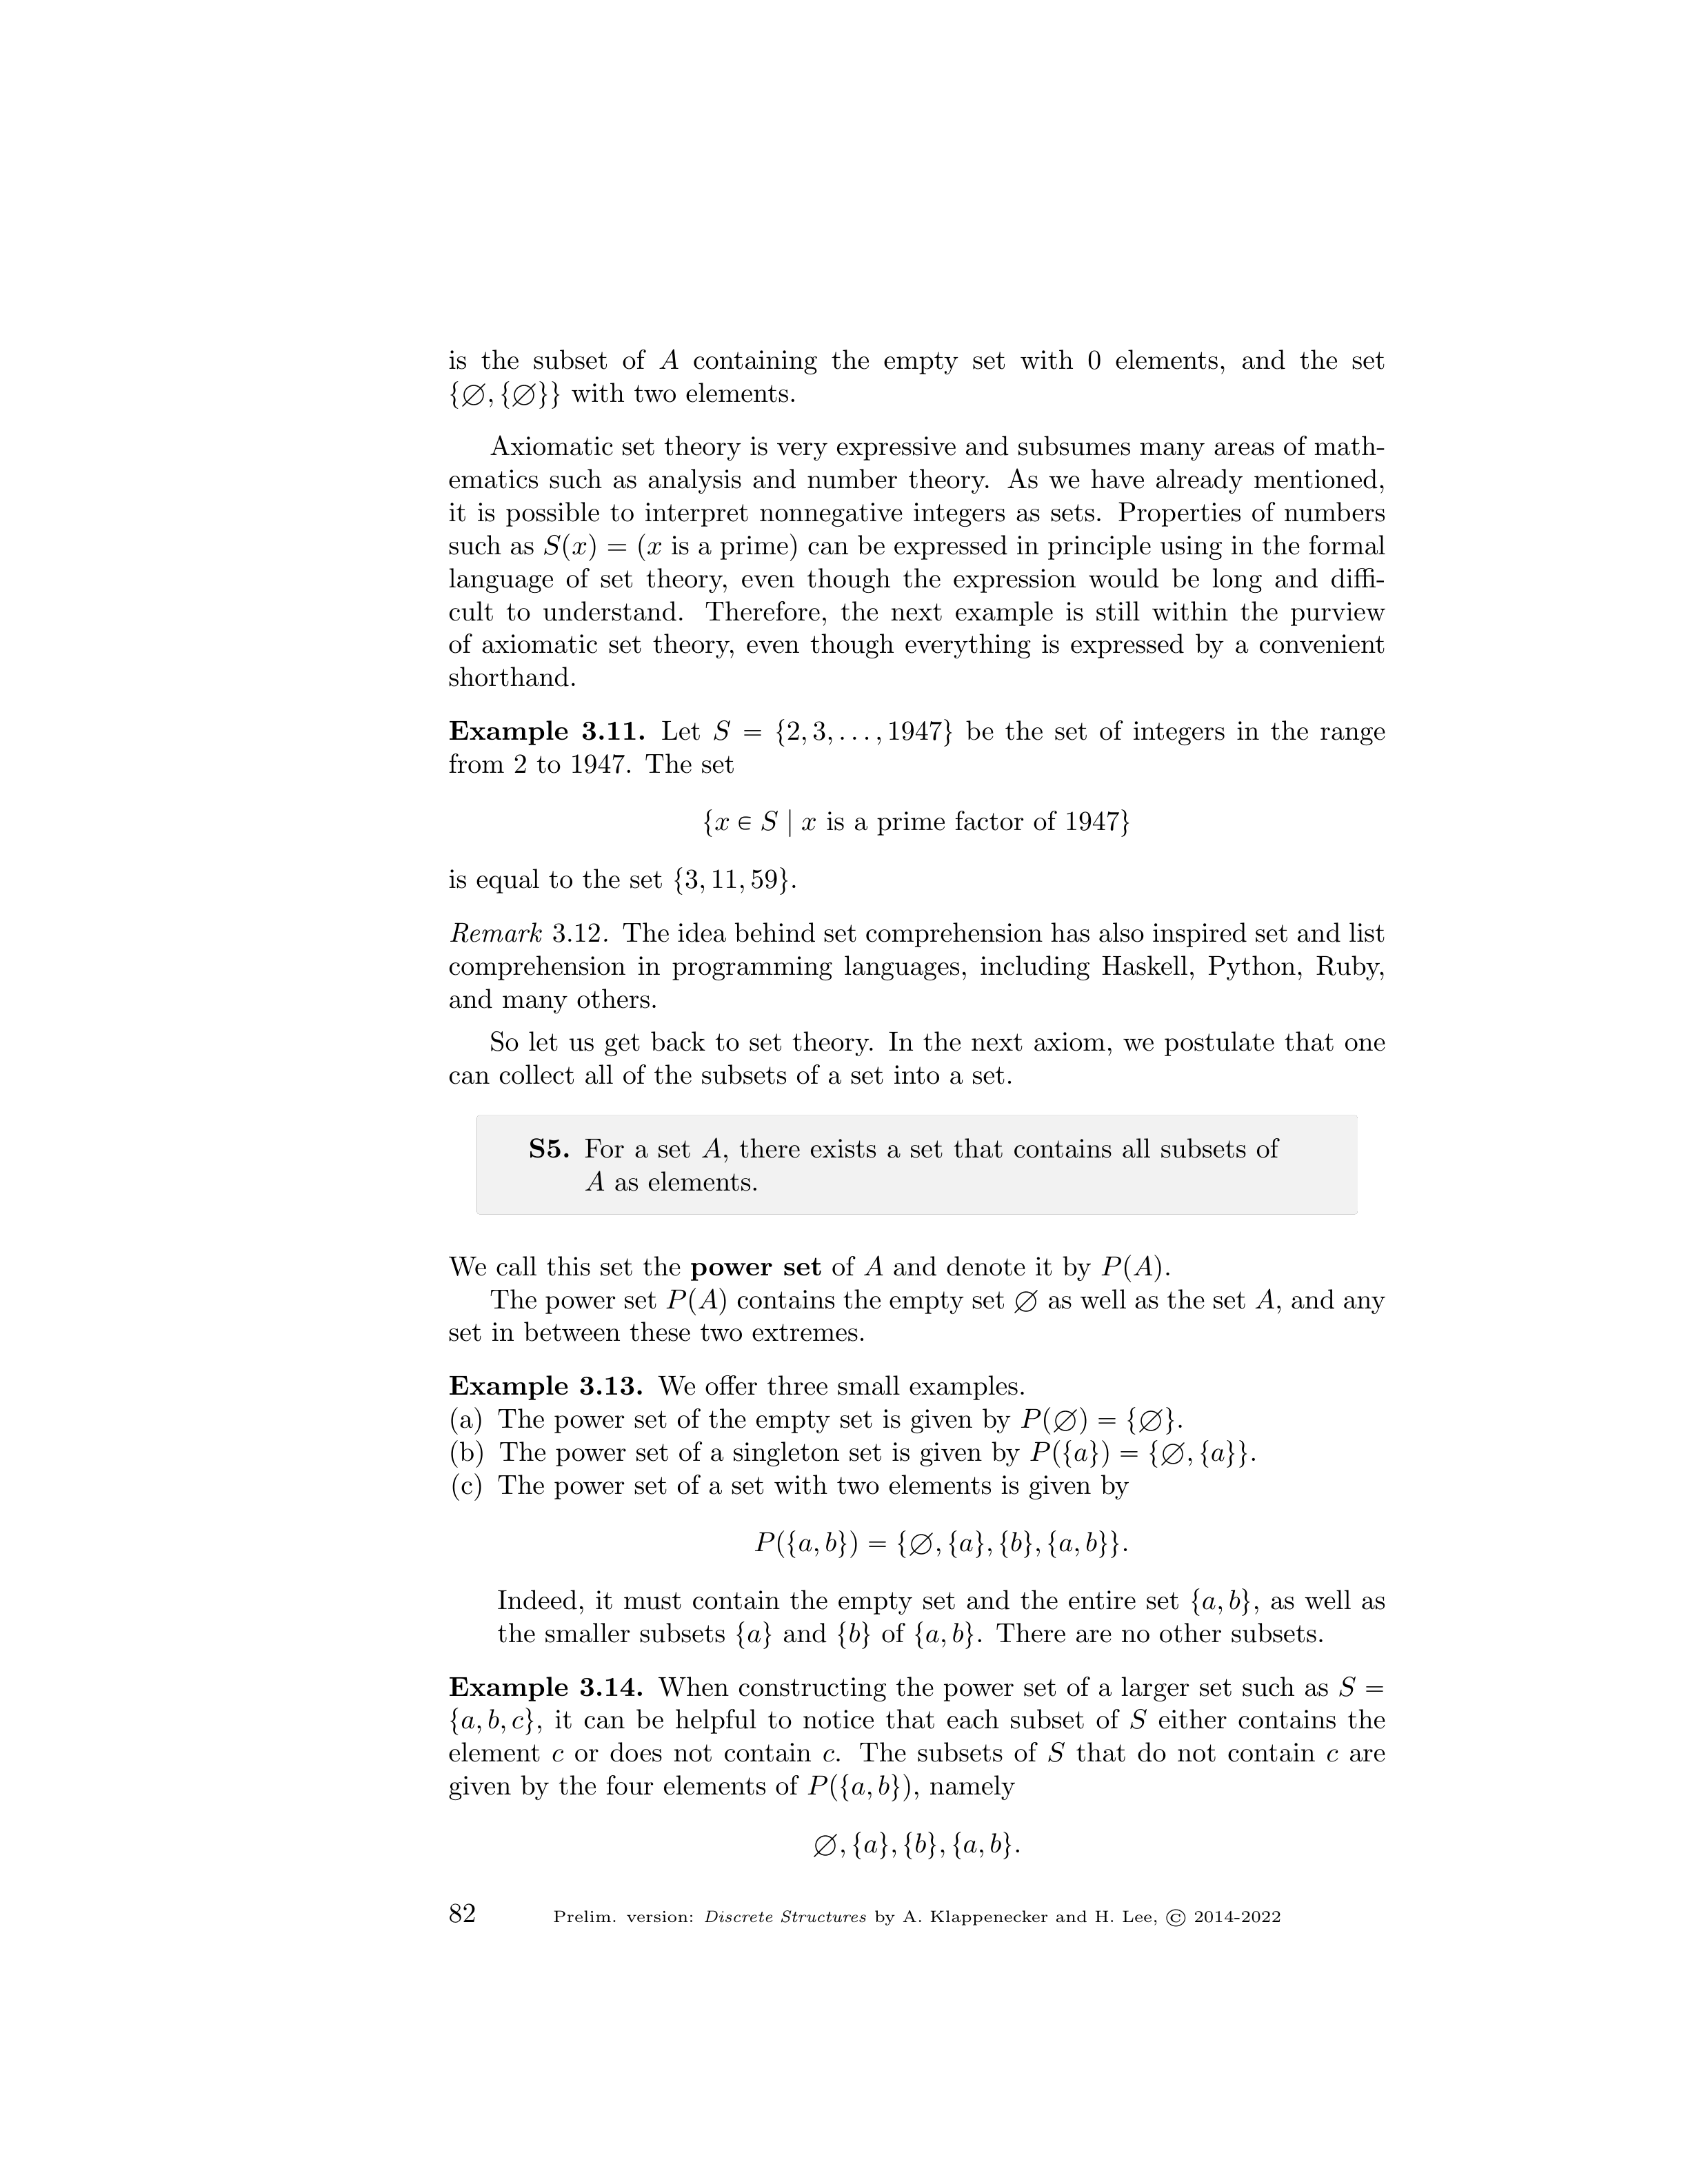 is the subset of A containing the empty set with 0 elements, and the set
{∅, {∅}} with two elements.
Axiomatic set theory is very expressive and subsumes many areas of math-
ematics such as analysis and number theory. As we have already mentioned,
it is possible to interpret nonnegative integers as sets. Properties of numbers
such as S(x) = (x is a prime) can be expressed in principle using in the formal
language of set theory, even though the expression would be long and diffi-
cult to understand. Therefore, the next example is still within the purview
of axiomatic set theory, even though everything is expressed by a convenient
shorthand.
Example 3.11. Let S = {2, 3, . . . , 1947} be the set of integers in the range
from 2 to 1947. The set
{x ∈ S | x is a prime factor of 1947}
is equal to the set {3, 11, 59}.
Remark 3.12. The idea behind set comprehension has also inspired set and list
comprehension in programming languages, including Haskell, Python, Ruby,
and many others.
So let us get back to set theory. In the next axiom, we postulate that one
can collect all of the subsets of a set into a set.
S5. For a set A, there exists a set that contains all subsets of
A as elements.
We call this set the power set of A and denote it by P(A).
The power set P(A) contains the empty set ∅ as well as the set A, and any
set in between these two extremes.
Example 3.13. We offer three small examples.
(a) The power set of the empty set is given by P(∅) = {∅}.
(b) The power set of a singleton set is given by P({a}) = {∅, {a}}.
(c) The power set of a set with two elements is given by
P({a, b}) = {∅, {a}, {b}, {a, b}}.
Indeed, it must contain the empty set and the entire set {a, b}, as well as
the smaller subsets {a} and {b} of {a, b}. There are no other subsets.
Example 3.14. When constructing the power set of a larger set such as S =
{a, b, c}, it can be helpful to notice that each subset of S either contains the
element c or does not contain c. The subsets of S that do not contain c are
given by the four elements of P({a, b}), namely
∅, {a}, {b}, {a, b}.
82 Prelim. version: Discrete Structures by A. Klappenecker and H. Lee, © 2014-2022